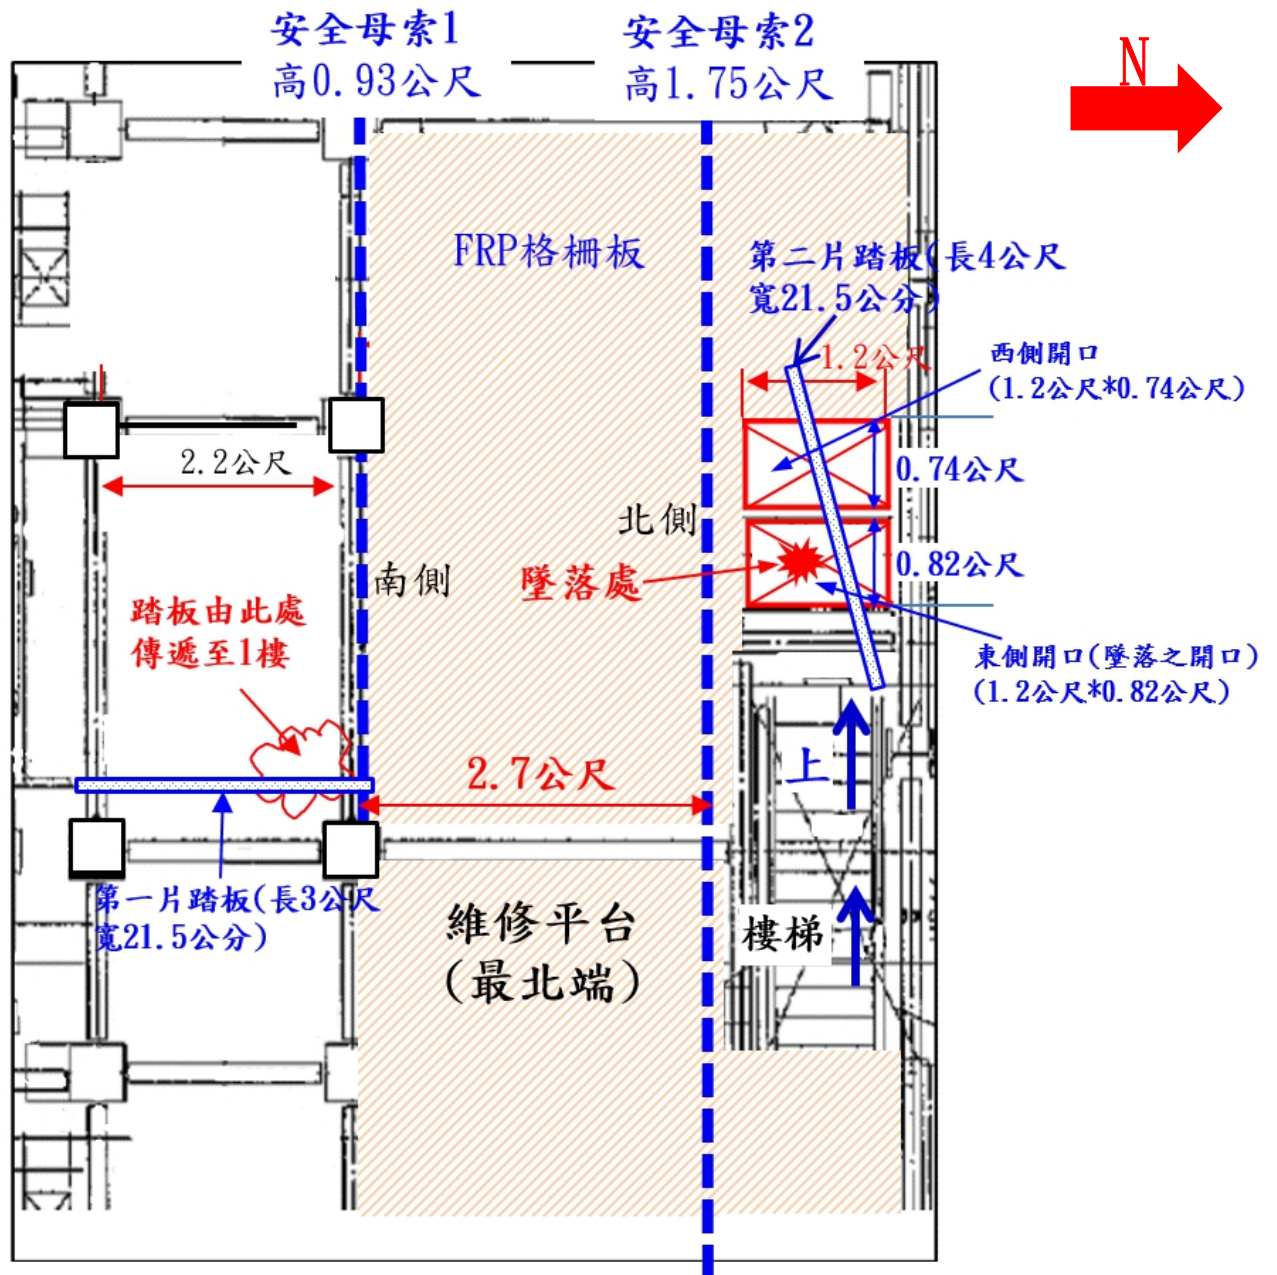 安全母索1
高0.93公尺
安全母索2
高1.75公尺
N
FRP格柵板
第二片踏板(長4公尺
寬21.5公分)
1.2公尺
西側開口
(1.2公尺*0.74公尺)
2.2公尺
0.74公尺
北側
南側
墜落處
0.82公尺
踏板由此處
傳遞至1樓
東側開口(墜落之開口)
(1.2公尺*0.82公尺)
2.7公尺
上
第一片踏板(長3公尺
寬21.5公分)
維修平台
(最北端)
樓梯